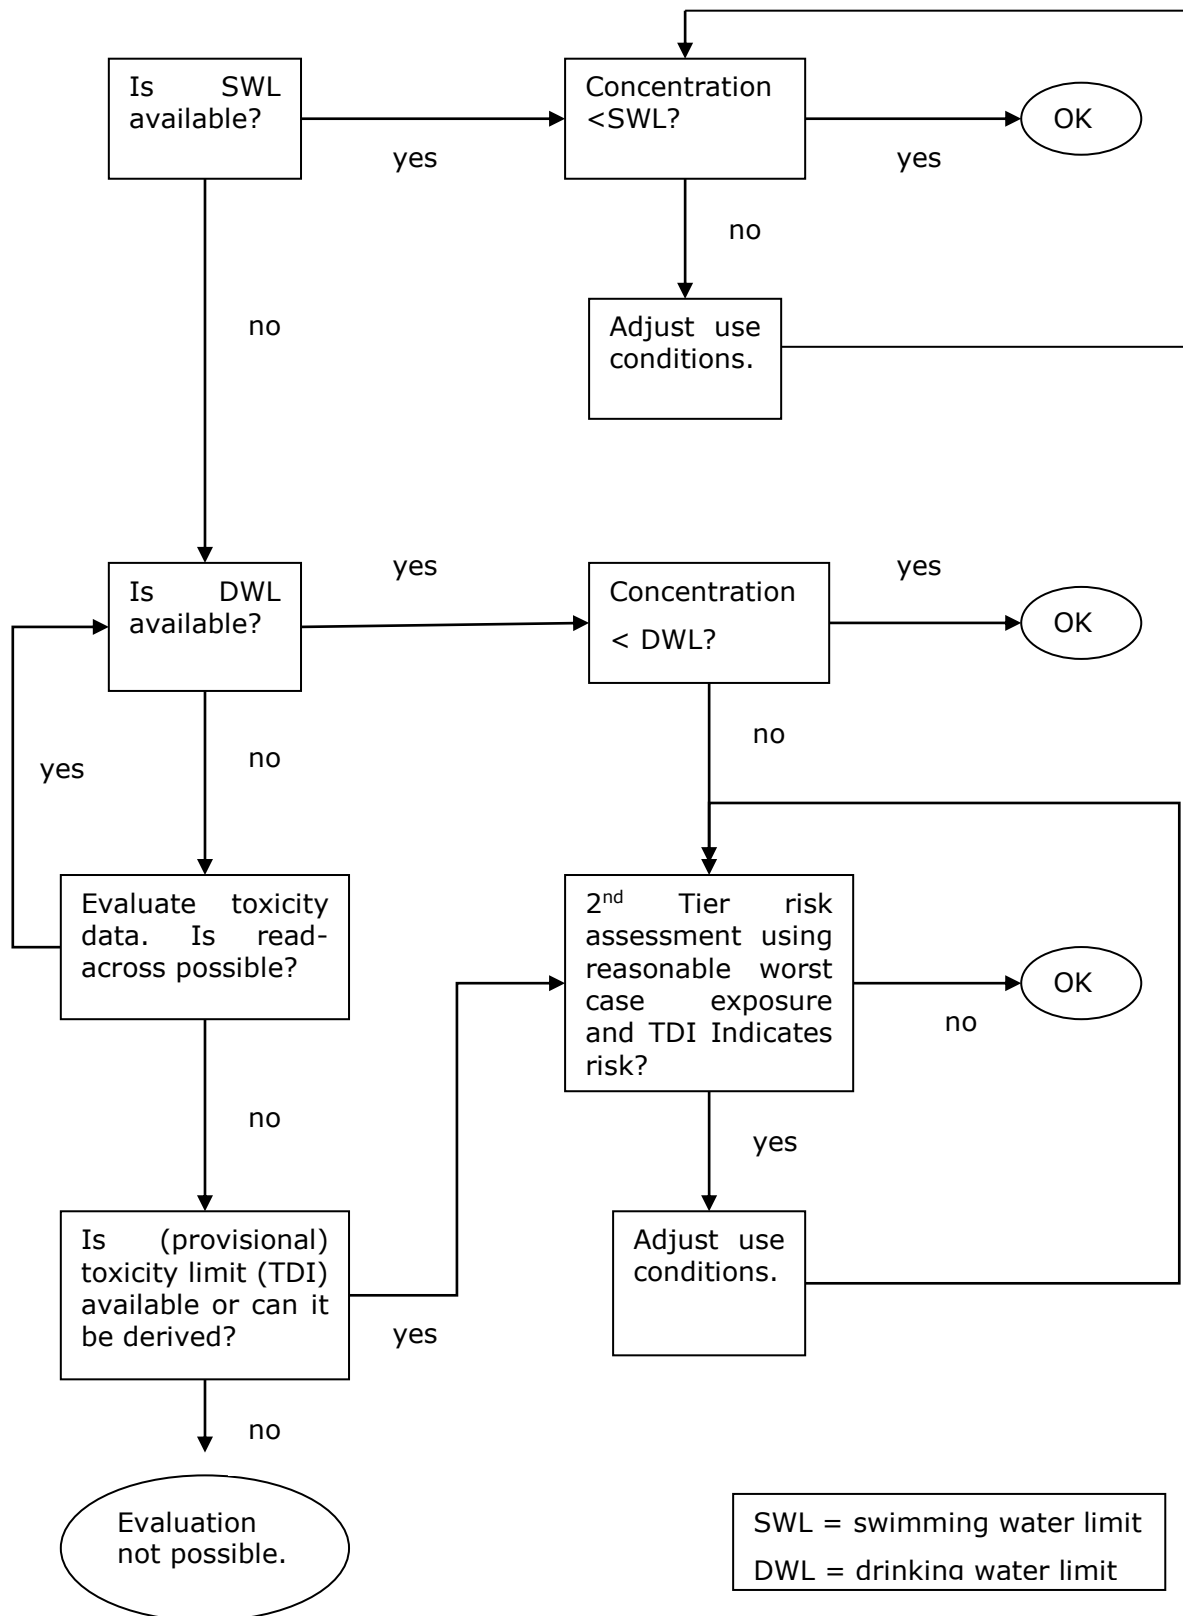 Is SWL
available?
yes
Concentration
<SWL?
yes
OK
no
no
Adjust use
conditions.
Is DWL
available?
yes
Concentration
< DWL?
yes
OK
yes
no
no
Evaluate toxicity
data. Is read-
across possible?
2nd Tier risk
assessment using
reasonable worst
case exposure
and TDI Indicates
risk?
no
OK
no
yes
Is (provisional)
toxicity limit (TDI)
available or can it
be derived?
yes
Adjust use
conditions.
no
Evaluation
not possible.
SWL = swimming water limit
DWL = drinking water limit